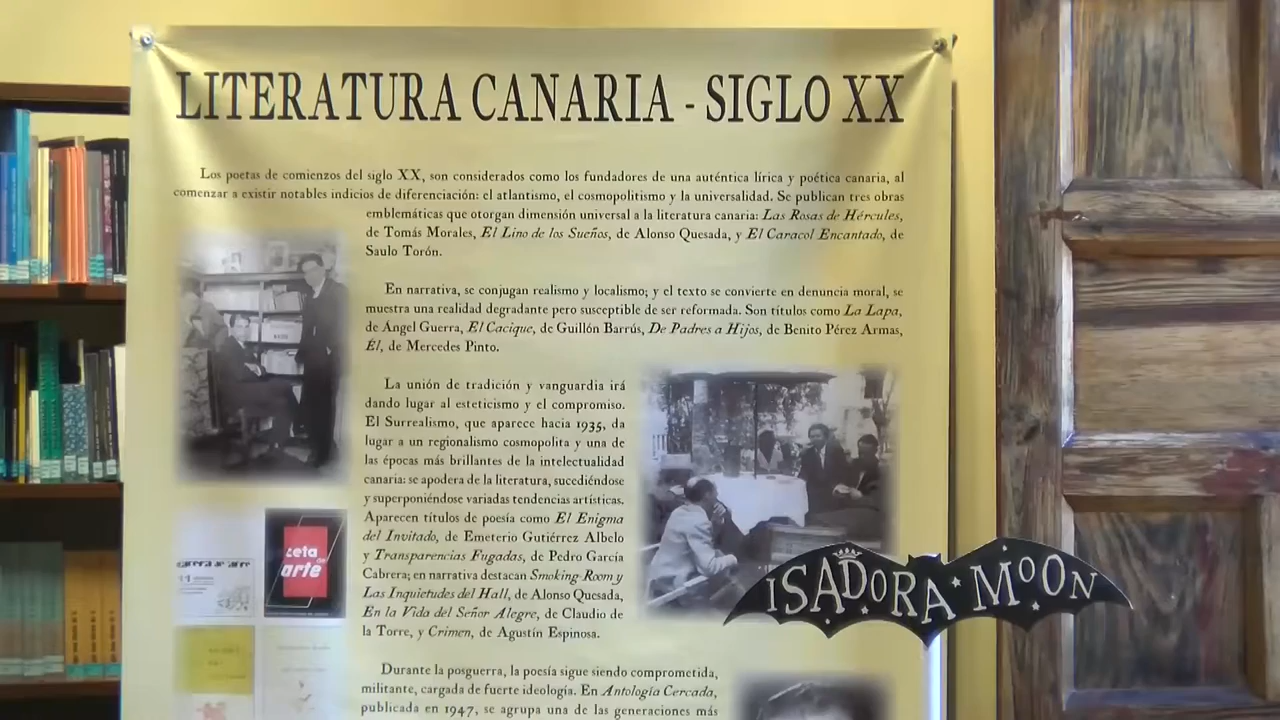 LITERATURA CANARIA - SIGLO XX
Los poetas de comienzos del siglo XX, son considerados como los fundadores de una auténtica lírica y poética canaria, al
comenzar a existir notables indicios de diferenciación: el atlantismo, el cosmopolitismo y la universalidad. Se publican tres obras
emblemáticas que otorgan dimensión universal a la literatura canaria: Las Rosas de Hércules,
de Tomás Morales, El Lino de los Sueños, de Alonso Quesada, y El Caracol Encantado, de
Saulo Torón.
En narrativa, se conjugan realismo y localismo; y el texto se convierte en denuncia moral, se
muestra una realidad degradante pero susceptible de ser reformada. Son títulos como La Lapa,
de Ángel Guerra, El Cacique, de Guillón Barrús, De Padres a Hijos, de Benito Pérez Armas,
Él, de Mercedes Pinto.
La unión de tradición y vanguardia irá
dando lugar al esteticismo y el compromiso.
El Surrealismo, que aparece hacia 1935, da
lugar a un regionalismo cosmopolita y una de
las épocas más brillantes de la intelectualidad
canaria: se apodera de la literatura, sucediéndose
y superponiéndose variadas tendencias artísticas.
Aparecen títulos de poesía como El Enigma
del Invitado, de Emeterio Gutiérrez Albelo
y Transparencias Fugadas, de Pedro García
Cabrera; en narrativa destacan Smoking-Room y
Las Inquietudes del Hall, de Alonso Quesada,
En la Vida del Señor Alegre, de Claudio de
la Torre, y Crimen, de Agustín Espinosa.
Durante la posguerra, la poesía sigue siendo comprometida,
militante, cargada de fuerte ideología. En Antología Cercada,
publicada en 1947, se agrupa una de las generaciones más
arte
ISADORA MOON